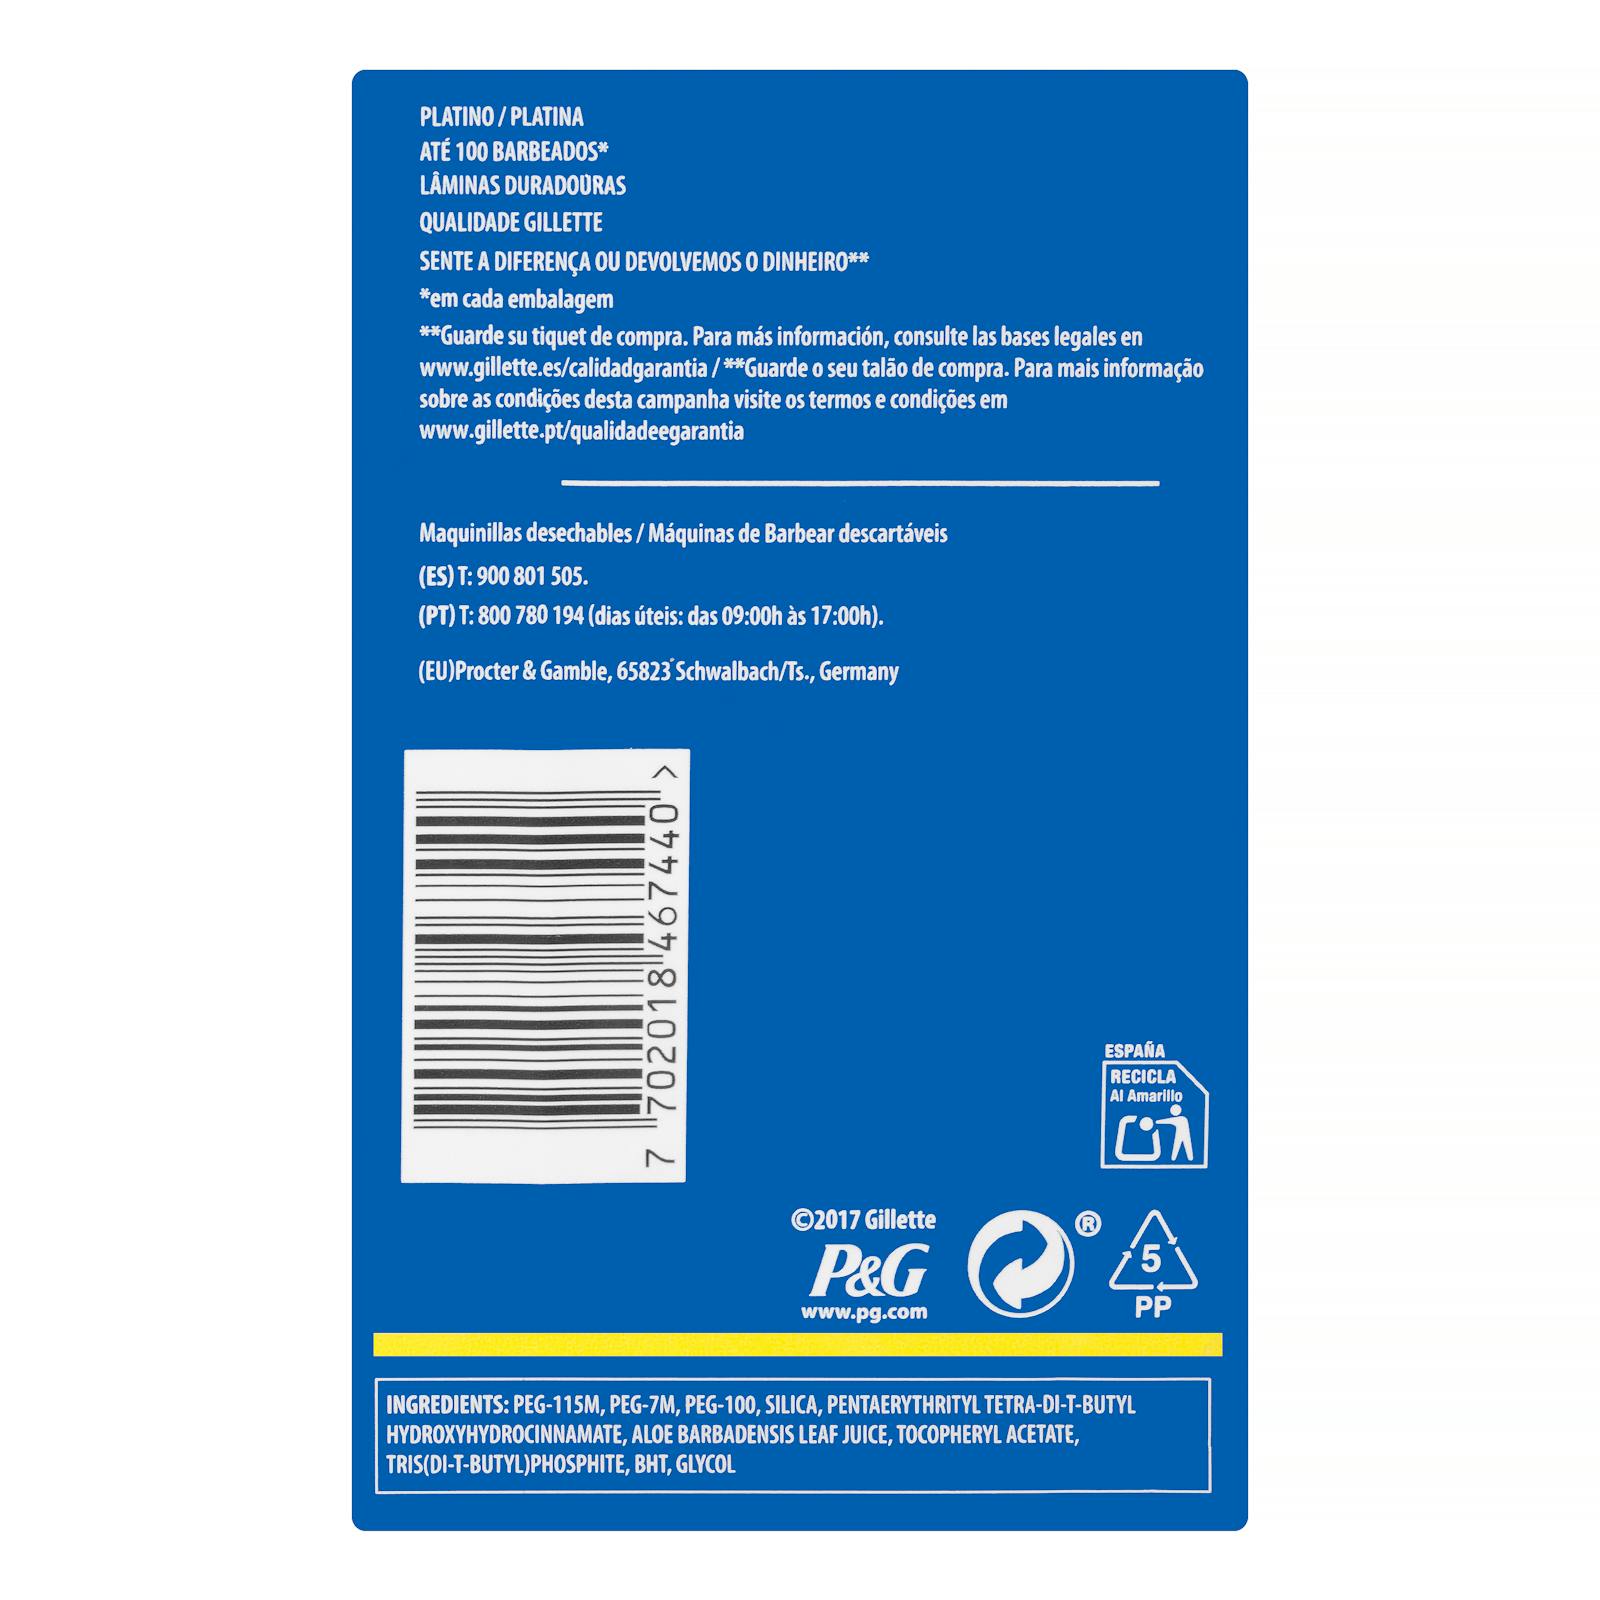 PLATINO / PLATINA
ATÉ 100 BARBEADOS*
LÂMINAS DURADOURAS
QUALIDADE GILLETTE
SENTE A DIFERENÇA OU DEVOLVEMOS O DINHEIRO**
*em cada embalagem
**Guarde su tiquet de compra. Para más información, consulte las bases legales en
www.gillette.es/calidadgarantia / **Guarde o seu talão de compra. Para mais informação
sobre as condições desta campanha visite os termos e condições em
www.gillette.pt/qualidadeegarantia
Maquinillas desechables / Máquinas de Barbear descartáveis
(ES) T: 900 801 505.
(PT) T: 800 780 194 (dias úteis: das 09:00h às 17:00h).
(EU)Procter & Gamble, 65823 Schwalbach/Ts., Germany
7 702018 467440 >
ESPAÑA
RECICLA
Al Amarillo
©2017 Gillette
P&G
www.pg.com
®
5
PP
INGREDIENTS: PEG-115M, PEG-7M, PEG-100, SILICA, PENTAERYTHRITYL TETRA-DI-T-BUTYL
HYDROXYHYDROCINNAMATE, ALOE BARBADENSIS LEAF JUICE, TOCOPHERYL ACETATE,
TRIS(DI-T-BUTYL)PHOSPHITE, BHT, GLYCOL